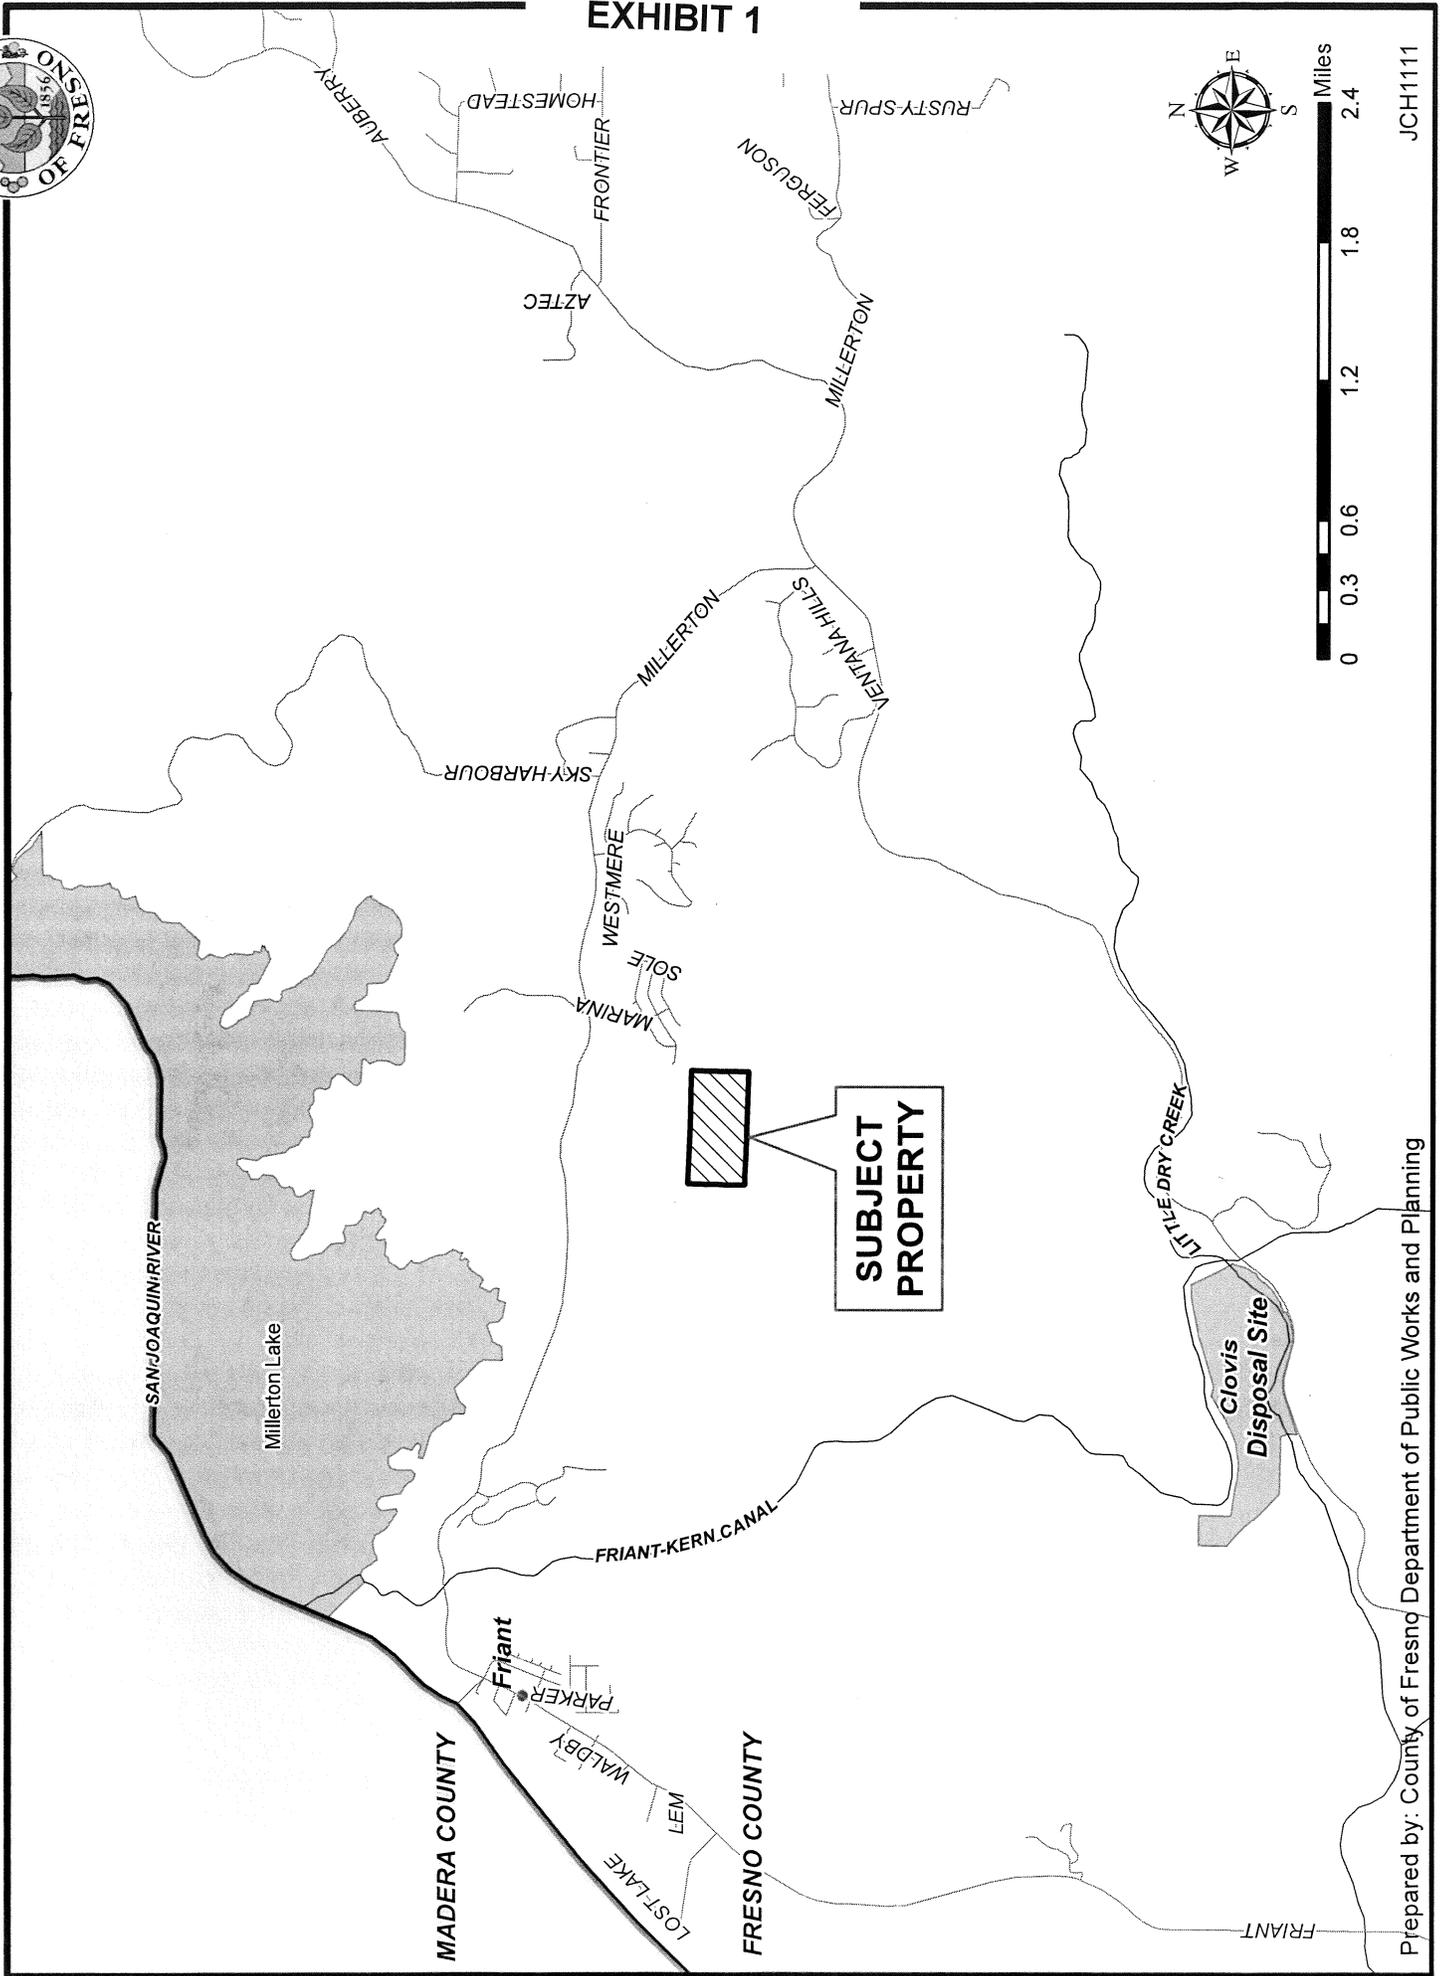 EXHIBIT 1
OF FRESNO
1856
MADERA COUNTY
FRESNO COUNTY
SAN JOAQUIN RIVER
Millerton Lake
Friant
PARKER
WALDBY
LEM
LOST LAKE
FRIANT
FRIANT-KERN CANAL
SUBJECT
PROPERTY
MARINA
SOLE
WESTMERE
SKY HARBOUR
MILLERTON
VENTANA HILLS
MILLERTON
AZTEC
FRONTIER
HOMESTEAD
AUBERRY
FERGUSON
RUSTY SPUR
LITTLE DRY CREEK
Clovis
Disposal Site
N
W
E
S
0 0.3 0.6 1.2 1.8 2.4
Miles
Prepared by: County of Fresno Department of Public Works and Planning
JCH1111